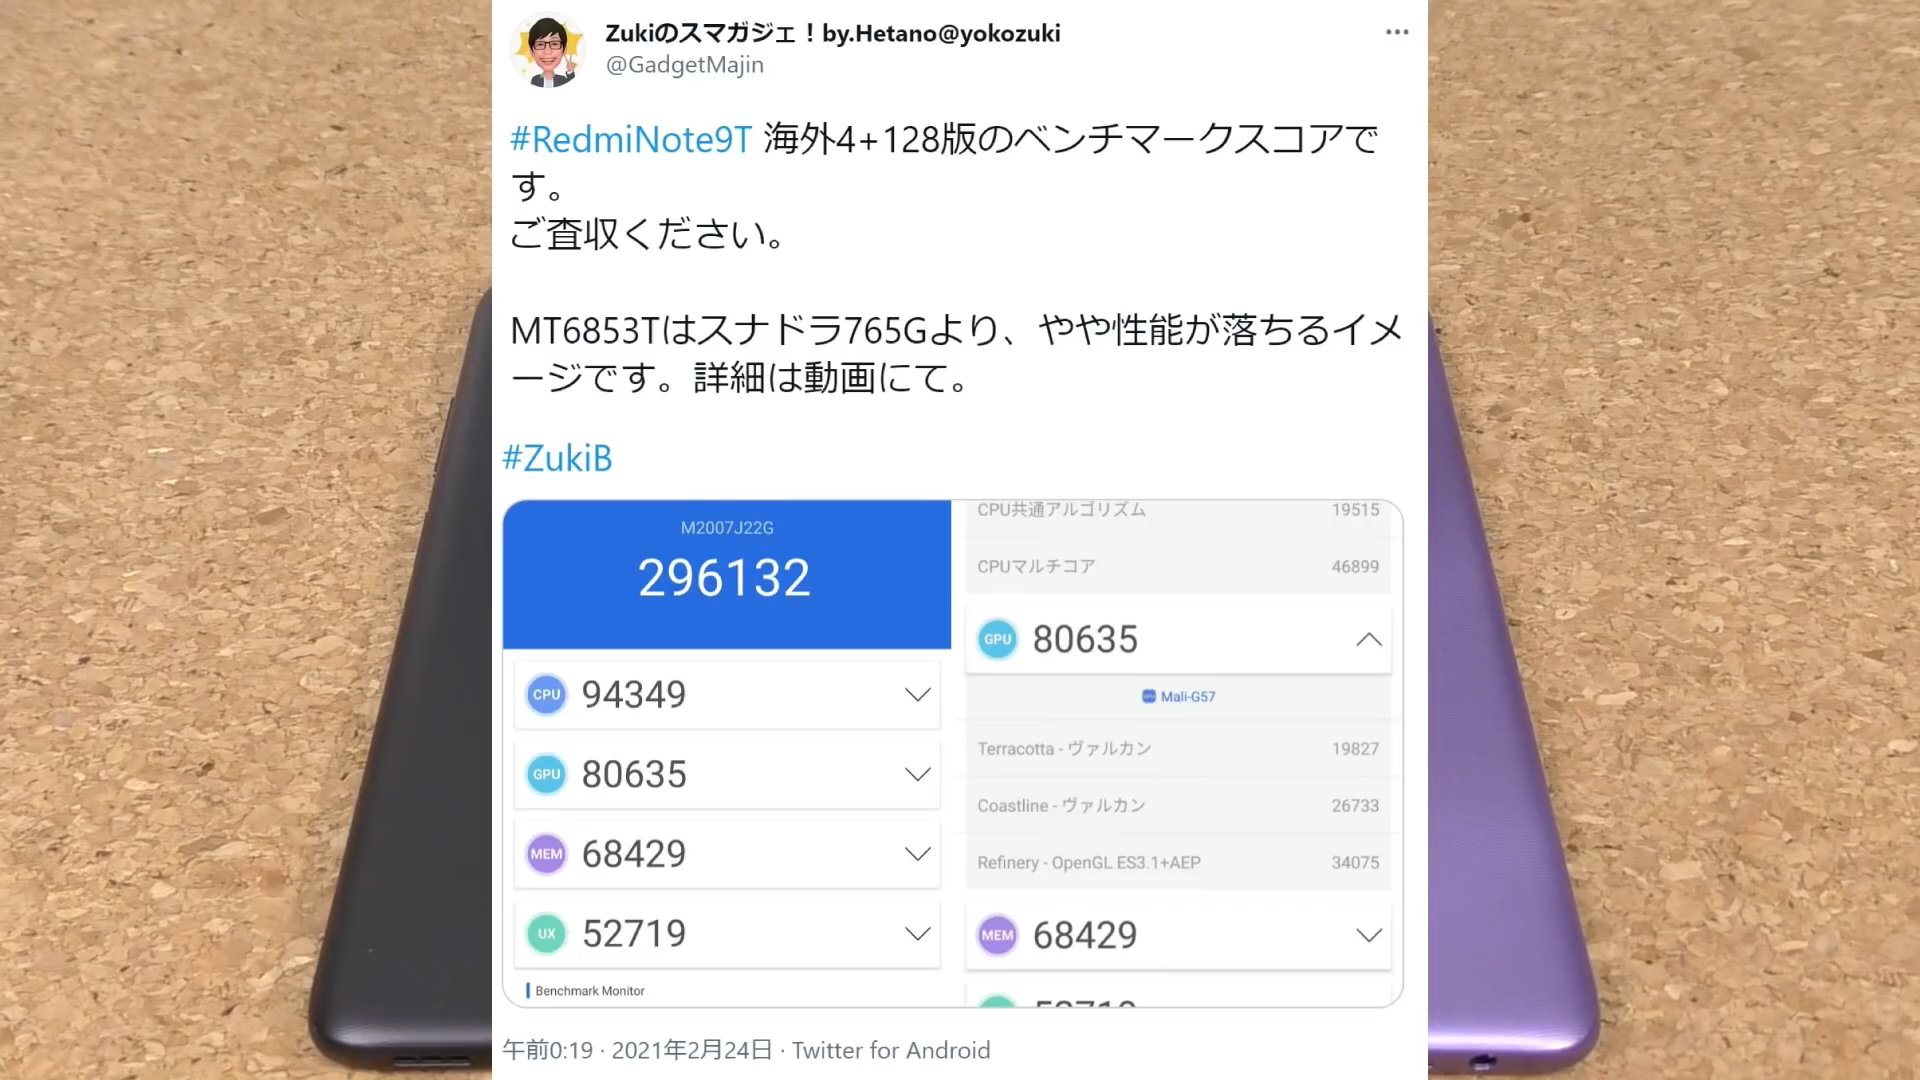 Zukiのスマガジェ!by.Hetano@yokozuki
@GadgetMajin
#RedmiNote9T 海外4+128版のベンチマークスコアで
す。
ご査収ください。
MT6853Tはスナドラ765Gより、やや性能が落ちるイメ
ージです。詳細は動画にて。
#ZukiB
M2007J22G
296132
CPU 94349
GPU 80635
MEM 68429
UX 52719
Benchmark Monitor
CPU共通アルゴリズム 19515
CPUマルチコア 46899
GPU 80635
Mali-G57
Terracotta - ヴァルカン 19827
Coastline - ヴァルカン 26733
Refinery - OpenGL ES3.1+AEP 34075
MEM 68429
午前0:19 · 2021年2月24日 · Twitter for Android